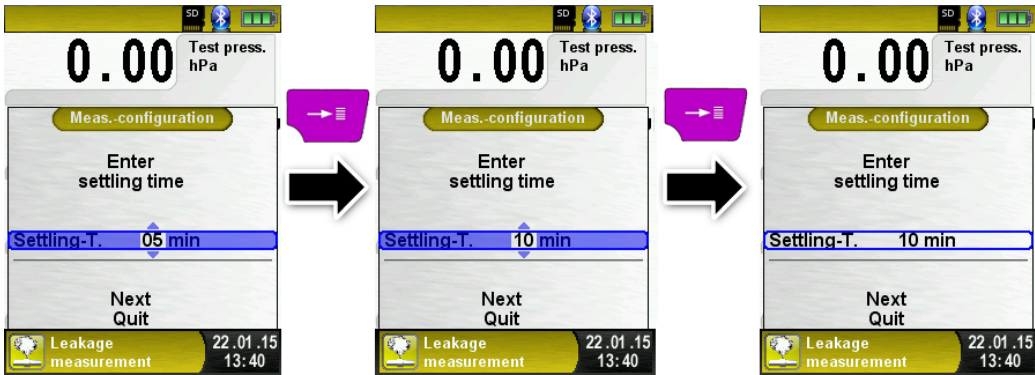 SD
0.00
Test press.
hPa
Meas.-configuration
Enter
settling time
Settling-T. 05 min
Next
Quit
Leakage
measurement
22.01.15
13:40
SD
0.00
Test press.
hPa
Meas.-configuration
Enter
settling time
Settling-T. 10 min
Next
Quit
Leakage
measurement
22.01.15
13:40
SD
0.00
Test press.
hPa
Meas.-configuration
Enter
settling time
Settling-T. 10 min
Next
Quit
Leakage
measurement
22.01.15
13:40